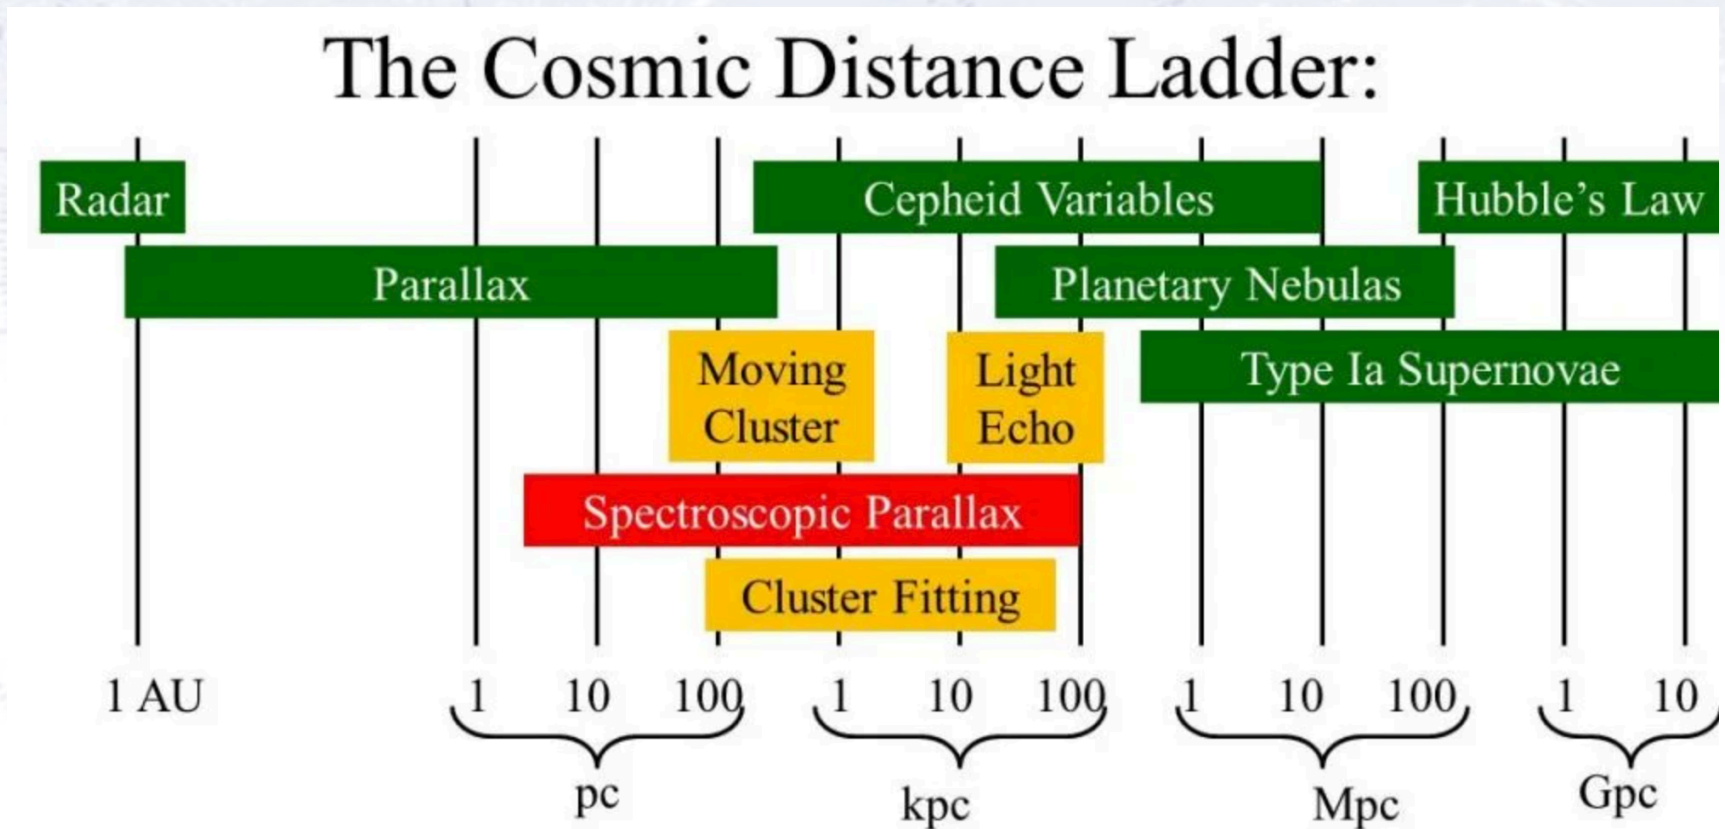 The Cosmic Distance Ladder:
Radar
Cepheid Variables
Hubble's Law
Parallax
Planetary Nebulas
Moving
Cluster
Light
Echo
Type Ia Supernovae
Spectroscopic Parallax
Cluster Fitting
1 AU
1 10 100
1 10 100
1 10 100
1 10
pc
kpc
Mpc
Gpc